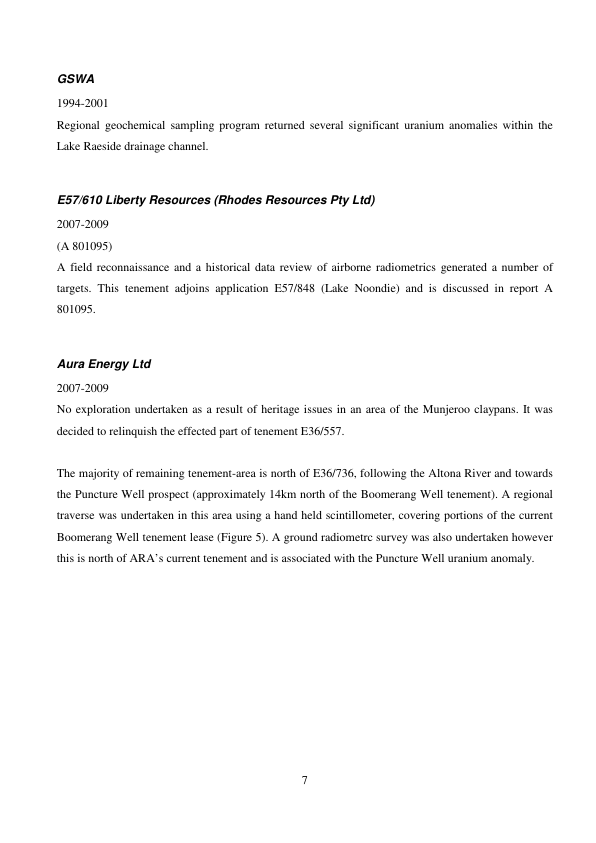 GSWA
1994-2001
Regional geochemical sampling program returned several significant uranium anomalies within the
Lake Raeside drainage channel.
E57/610 Liberty Resources (Rhodes Resources Pty Ltd)
2007-2009
(A 801095)
A field reconnaissance and a historical data review of airborne radiometrics generated a number of
targets. This tenement adjoins application E57/848 (Lake Noondie) and is discussed in report A
801095.
Aura Energy Ltd
2007-2009
No exploration undertaken as a result of heritage issues in an area of the Munjeroo claypans. It was
decided to relinquish the effected part of tenement E36/557.
The majority of remaining tenement-area is north of E36/736, following the Altona River and towards
the Puncture Well prospect (approximately 14km north of the Boomerang Well tenement). A regional
traverse was undertaken in this area using a hand held scintillometer, covering portions of the current
Boomerang Well tenement lease (Figure 5). A ground radiometrc survey was also undertaken however
this is north of ARA’s current tenement and is associated with the Puncture Well uranium anomaly.
7